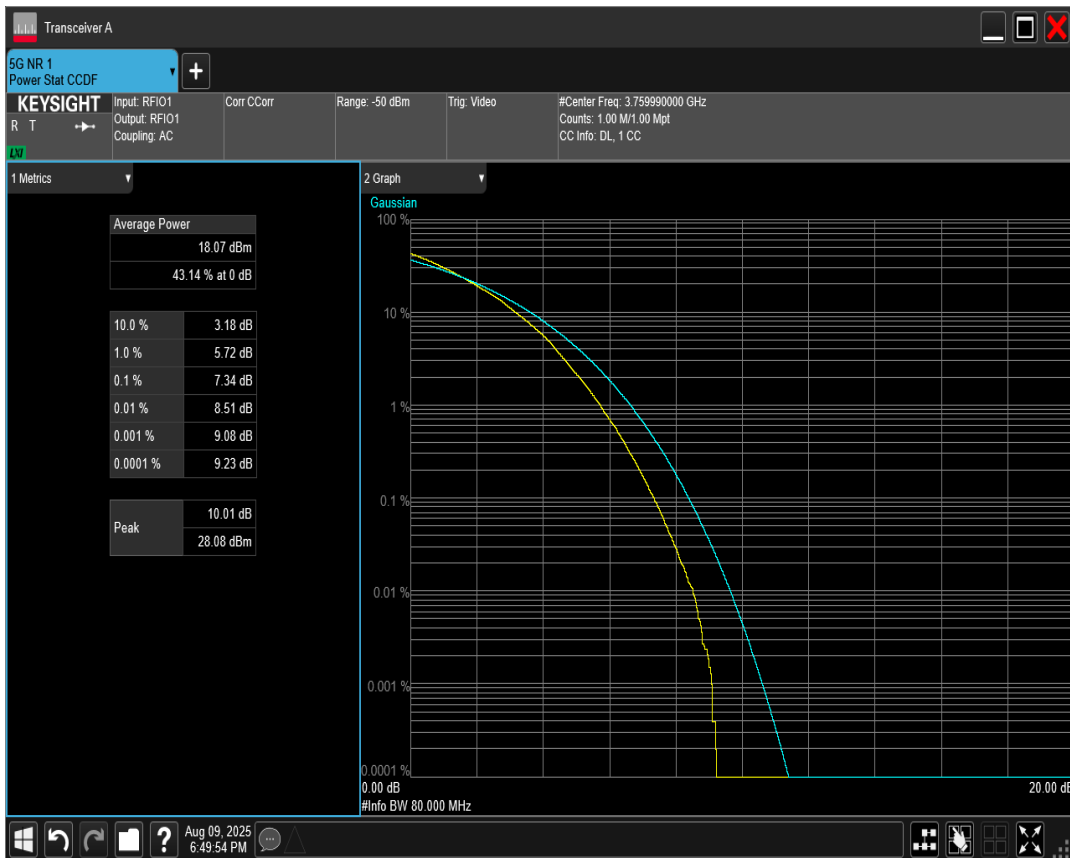 Transceiver A
5G NR 1
Power Stat CCDF
KEYSIGHT
R T
LXI
Input: RFIO1
Output: RFIO1
Coupling: AC
Corr CCorr
Range: -50 dBm
Trig: Video
#Center Freq: 3.759990000 GHz
Counts: 1.00 M/1.00 Mpt
CC Info: DL, 1 CC
1 Metrics
Average Power
18.07 dBm
43.14 % at 0 dB
10.0 % 3.18 dB
1.0 % 5.72 dB
0.1 % 7.34 dB
0.01 % 8.51 dB
0.001 % 9.08 dB
0.0001 % 9.23 dB
Peak
10.01 dB
28.08 dBm
2 Graph
Gaussian
100 %
10 %
1 %
0.1 %
0.01 %
0.001 %
0.0001 %
0.00 dB
20.00 dB
#Info BW 80.000 MHz
?
Aug 09, 2025
6:49:54 PM